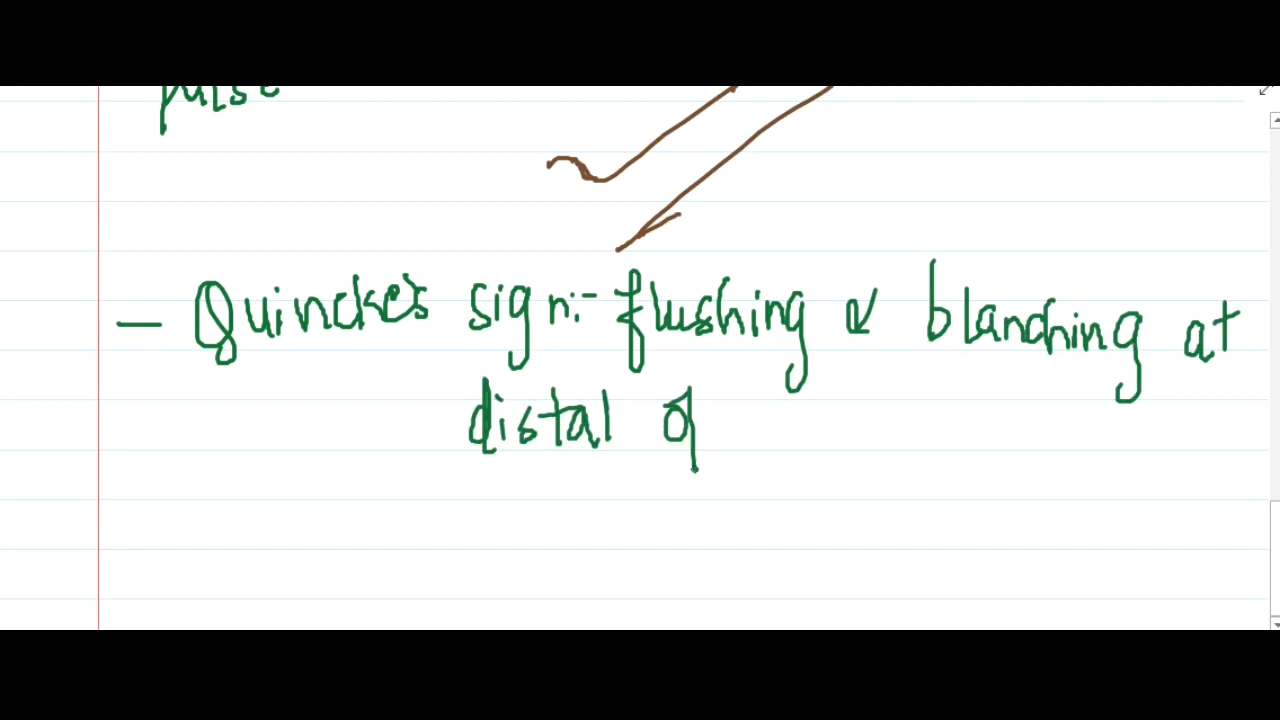 pulse
- Quincke's sign:- flushing & blanching at
distal of